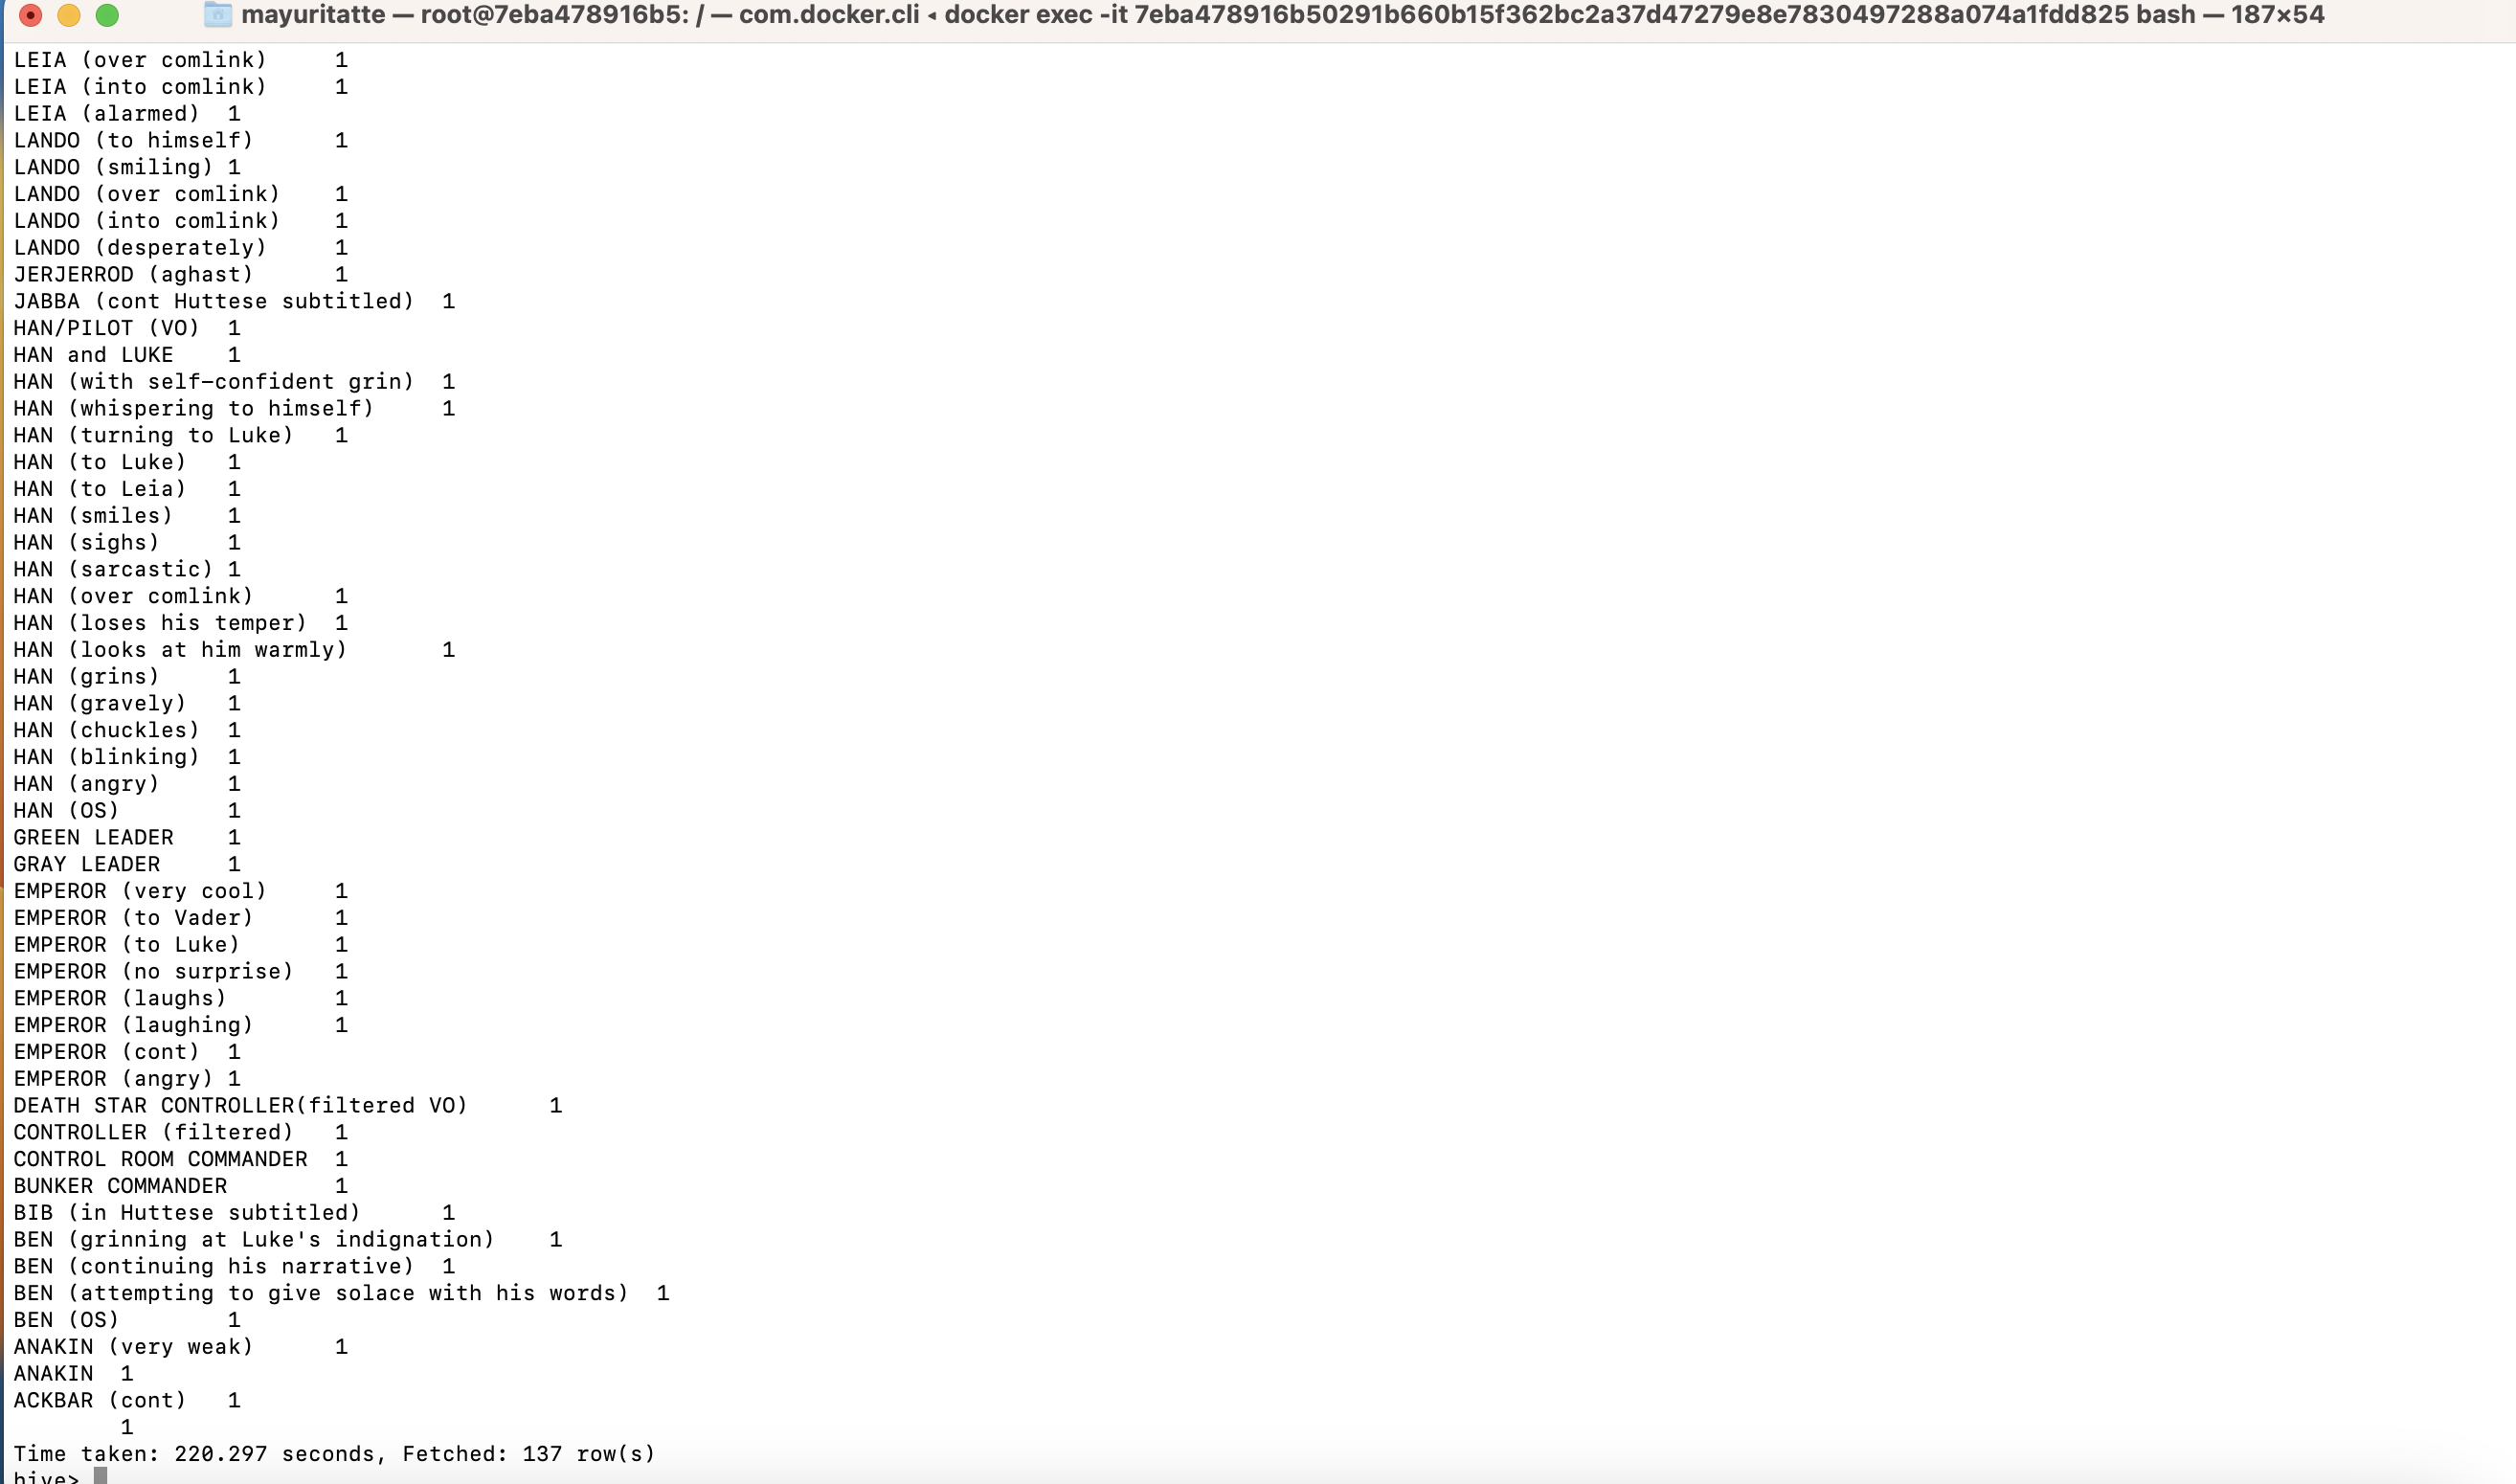 mayuritatte — root@7eba478916b5: / — com.docker.cli ◂ docker exec -it 7eba478916b50291b660b15f362bc2a37d47279e8e7830497288a074a1fdd825 bash — 187×54
LEIA (over comlink)	1
LEIA (into comlink)	1
LEIA (alarmed)	1
LANDO (to himself)	1
LANDO (smiling)	1
LANDO (over comlink)	1
LANDO (into comlink)	1
LANDO (desperately)	1
JERJERROD (aghast)	1
JABBA (cont Huttese subtitled)	1
HAN/PILOT (VO)	1
HAN and LUKE	1
HAN (with self-confident grin)	1
HAN (whispering to himself)	1
HAN (turning to Luke)	1
HAN (to Luke)	1
HAN (to Leia)	1
HAN (smiles)	1
HAN (sighs)	1
HAN (sarcastic)	1
HAN (over comlink)	1
HAN (loses his temper)	1
HAN (looks at him warmly)	1
HAN (grins)	1
HAN (gravely)	1
HAN (chuckles)	1
HAN (blinking)	1
HAN (angry)	1
HAN (OS)	1
GREEN LEADER	1
GRAY LEADER	1
EMPEROR (very cool)	1
EMPEROR (to Vader)	1
EMPEROR (to Luke)	1
EMPEROR (no surprise)	1
EMPEROR (laughs)	1
EMPEROR (laughing)	1
EMPEROR (cont)	1
EMPEROR (angry)	1
DEATH STAR CONTROLLER(filtered VO)	1
CONTROLLER (filtered)	1
CONTROL ROOM COMMANDER	1
BUNKER COMMANDER	1
BIB (in Huttese subtitled)	1
BEN (grinning at Luke's indignation)	1
BEN (continuing his narrative)	1
BEN (attempting to give solace with his words)	1
BEN (OS)	1
ANAKIN (very weak)	1
ANAKIN	1
ACKBAR (cont)	1
	1
Time taken: 220.297 seconds, Fetched: 137 row(s)
hive>